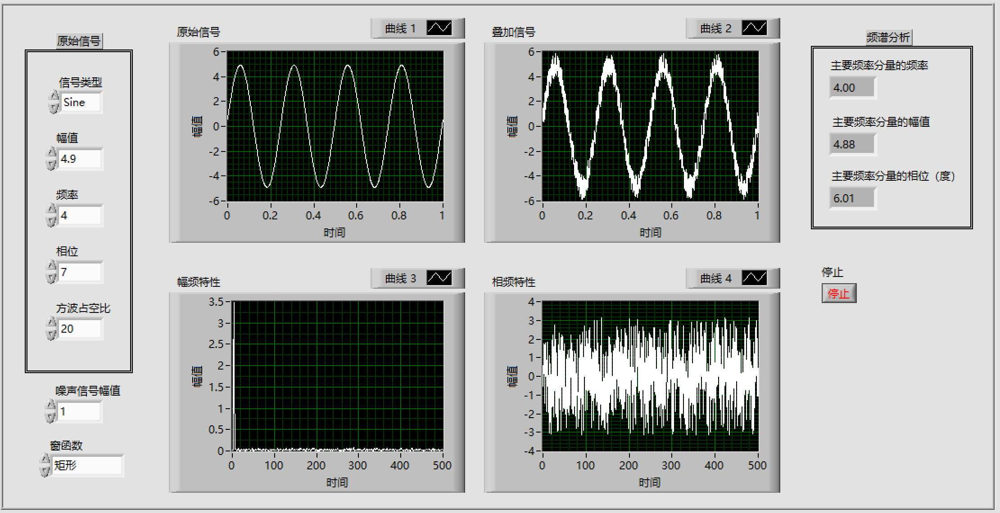 原始信号
信号类型
Sine
幅值
4.9
频率
4
相位
7
方波占空比
20
噪声信号幅值
1
窗函数
矩形
原始信号
曲线 1
幅值
6
4
2
0
-2
-4
-6
0 0.2 0.4 0.6 0.8 1
时间
叠加信号
曲线 2
幅值
6
4
2
0
-2
-4
-6
0 0.2 0.4 0.6 0.8 1
时间
幅频特性
曲线 3
幅值
3.5
3
2.5
2
1.5
1
0.5
0
0 100 200 300 400 500
时间
相频特性
曲线 4
幅值
4
3
2
1
0
-1
-2
-3
-4
0 100 200 300 400 500
时间
频谱分析
主要频率分量的频率
4.00
主要频率分量的幅值
4.88
主要频率分量的相位（度）
6.01
停止
停止